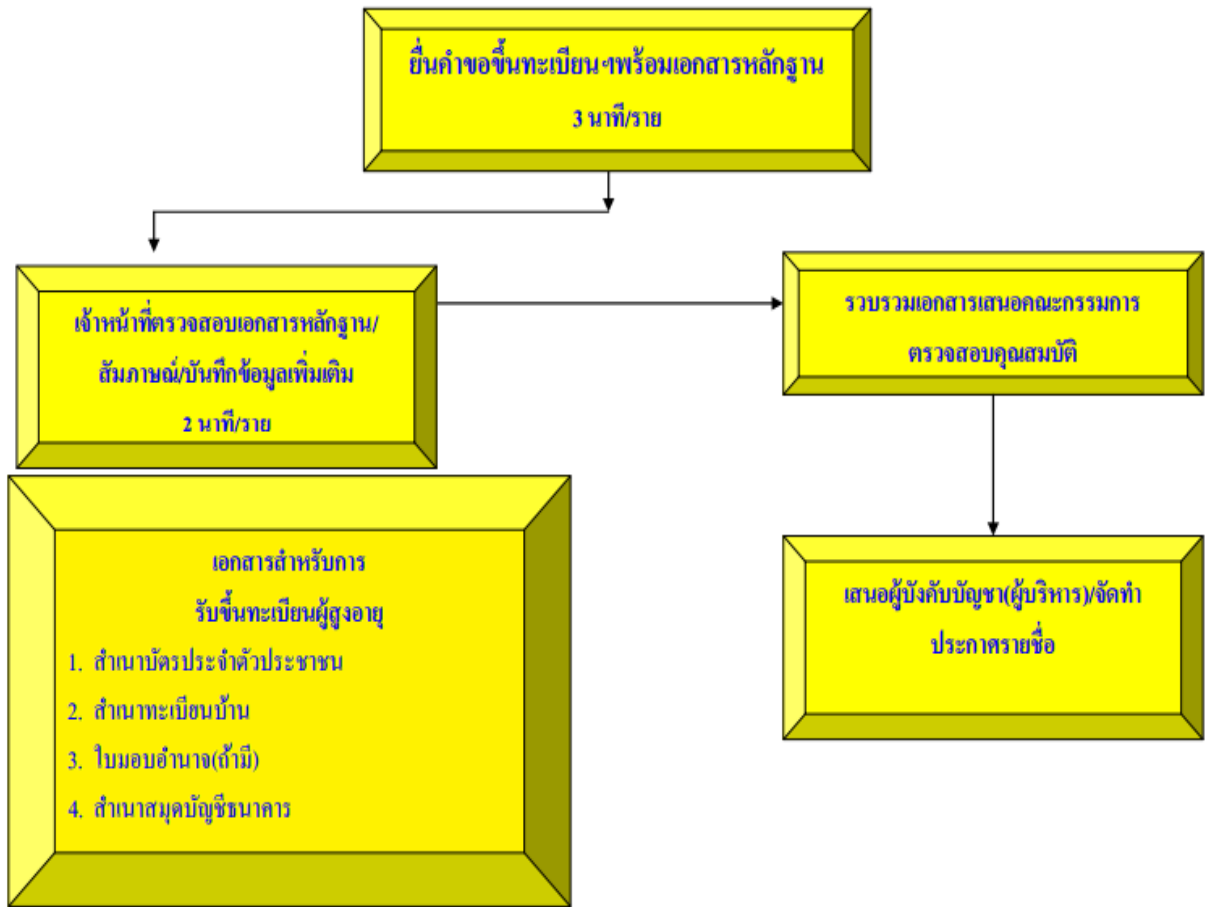 ยื่นคำขอขึ้นทะเบียนฯพร้อมเอกสารหลักฐาน
3 นาที/ราย
เจ้าหน้าที่ตรวจสอบเอกสารหลักฐาน/
สัมภาษณ์/บันทึกข้อมูลเพิ่มเติม
2 นาที/ราย
รวบรวมเอกสารเสนอคณะกรรมการ
ตรวจสอบคุณสมบัติ
เอกสารสำหรับการ
รับขึ้นทะเบียนผู้สูงอายุ
1. สำเนาบัตรประจำตัวประชาชน
2. สำเนาทะเบียนบ้าน
3. ใบมอบอำนาจ(ถ้ามี)
4. สำเนาสมุดบัญชีธนาคาร
เสนอผู้บังคับบัญชา(ผู้บริหาร)/จัดทำ
ประกาศรายชื่อ